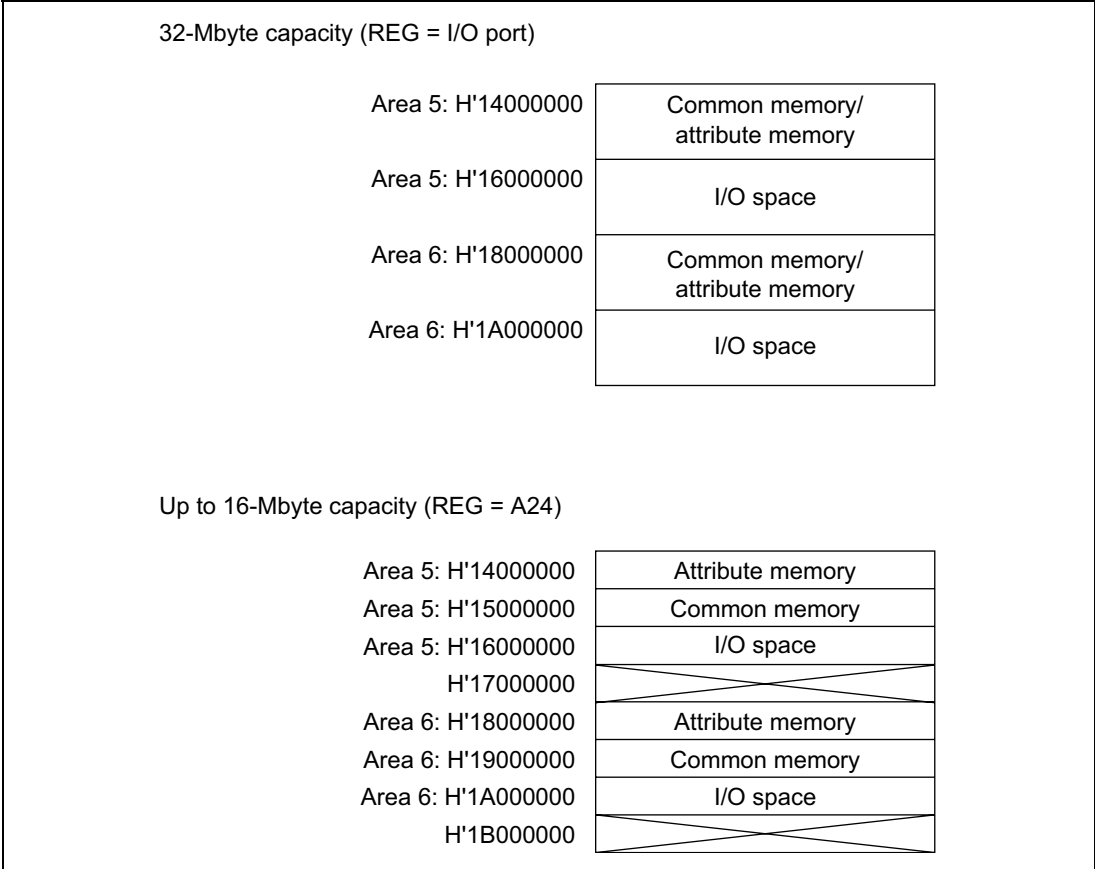 32-Mbyte capacity (REG = I/O port)
Area 5: H'14000000
Common memory/
attribute memory
Area 5: H'16000000
I/O space
Area 6: H'18000000
Common memory/
attribute memory
Area 6: H'1A000000
I/O space
Up to 16-Mbyte capacity (REG = A24)
Area 5: H'14000000 Attribute memory
Area 5: H'15000000 Common memory
Area 5: H'16000000 I/O space
H'17000000
Area 6: H'18000000 Attribute memory
Area 6: H'19000000 Common memory
Area 6: H'1A000000 I/O space
H'1B000000